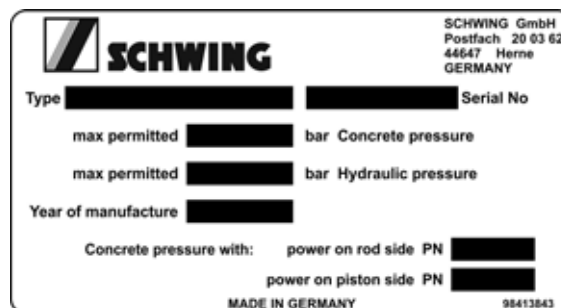 SCHWING
SCHWING GmbH
Postfach 20 03 62
44647 Herne
GERMANY
Type Serial No
max permitted bar Concrete pressure
max permitted bar Hydraulic pressure
Year of manufacture
Concrete pressure with: power on rod side PN
power on piston side PN
MADE IN GERMANY 98413843